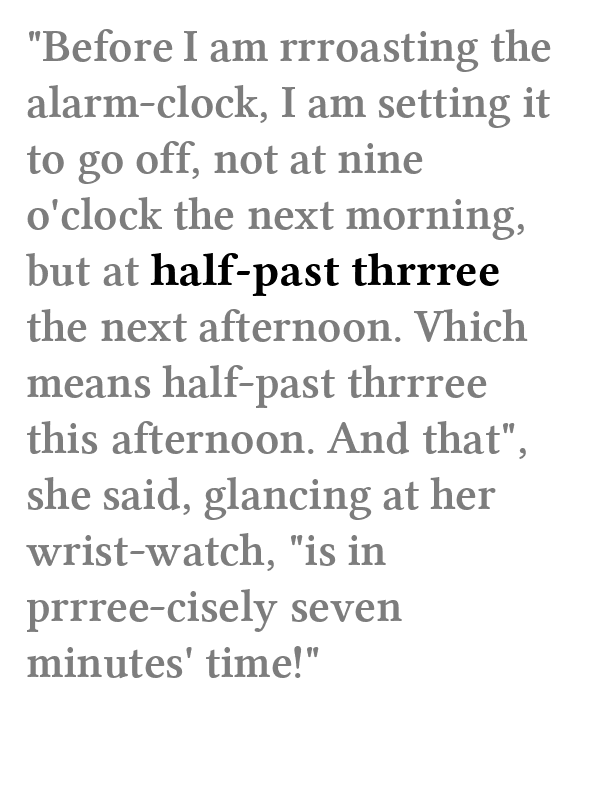 "Before I am rrroasting the
alarm-clock, I am setting it
to go off, not at nine
o'clock the next morning,
but at half-past thrrree
the next afternoon. Vhich
means half-past thrrree
this afternoon. And that",
she said, glancing at her
wrist-watch, "is in
prrree-cisely seven
minutes' time!"